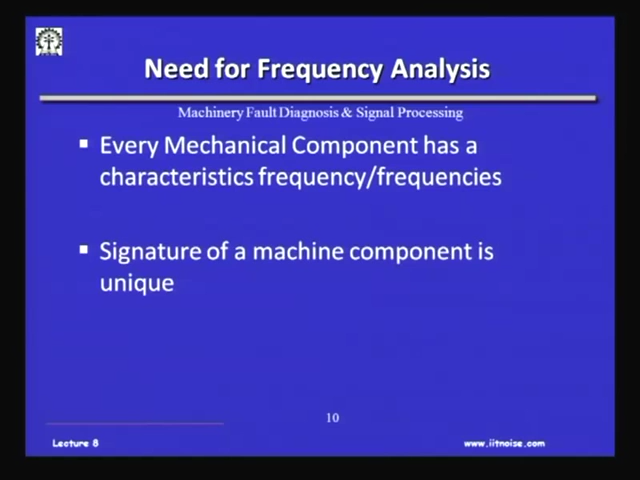 Need for Frequency Analysis
Machinery Fault Diagnosis & Signal Processing
Every Mechanical Component has a
characteristics frequency/frequencies
Signature of a machine component is
unique
10
Lecture 8
www.iitnoise.com